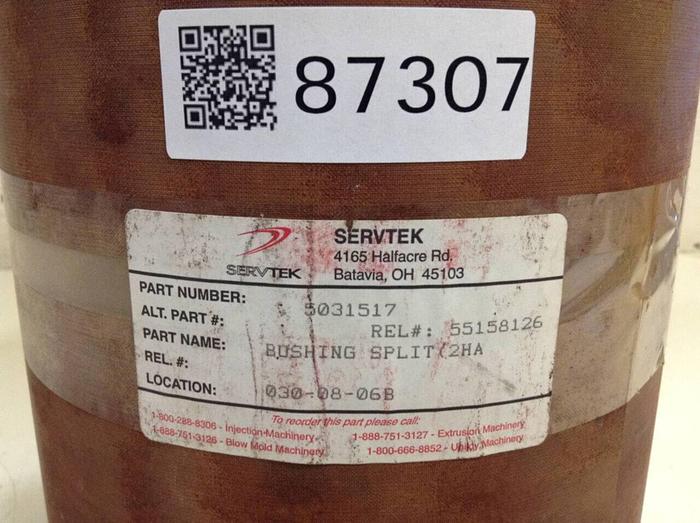 87307
SERVTEK
4165 Halfacre Rd.
SERVTEK
Batavia, OH 45103
PART NUMBER:
5031517
ALT. PART #:
REL#: 55158126
PART NAME:
BUSHING SPLIT(2HA
REL. #:
LOCATION:
030-08-06B
To reorder this part please call:
1-800-288-8306 - Injection Machinery
1-888-751-3127 - Extrusion Machinery
1-888-751-3126 - Blow Mold Machinery
1-800-666-8852 - Utility Machinery